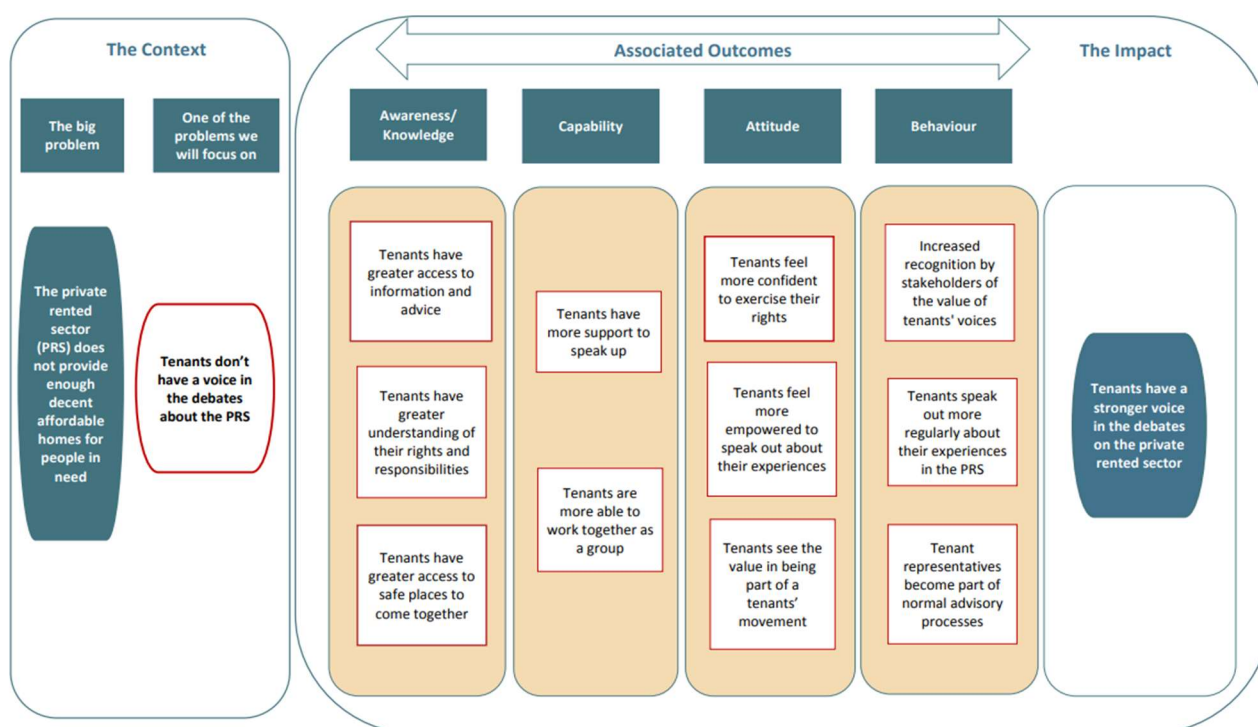 The Context
The big
problem
One of the
problems we
will focus on
The private
rented
sector
(PRS) does
not provide
enough
decent
affordable
homes for
people in
need
Tenants don’t
have a voice in
the debates
about the PRS
Associated Outcomes
The Impact
Awareness/
Knowledge
Capability
Attitude
Behaviour
Tenants have
greater access to
information and
advice
Tenants have
greater
understanding of
their rights and
responsibilities
Tenants have
greater access to
safe places to
come together
Tenants have
more support to
speak up
Tenants are
more able to
work together as
a group
Tenants feel
more confident
to exercise their
rights
Tenants feel
more
empowered to
speak out about
their experiences
Tenants see the
value in being
part of a
tenants’
movement
Increased
recognition by
stakeholders of
the value of
tenants' voices
Tenants speak
out more
regularly about
their experiences
in the PRS
Tenant
representatives
become part of
normal advisory
processes
Tenants have a
stronger voice
in the debates
on the private
rented sector